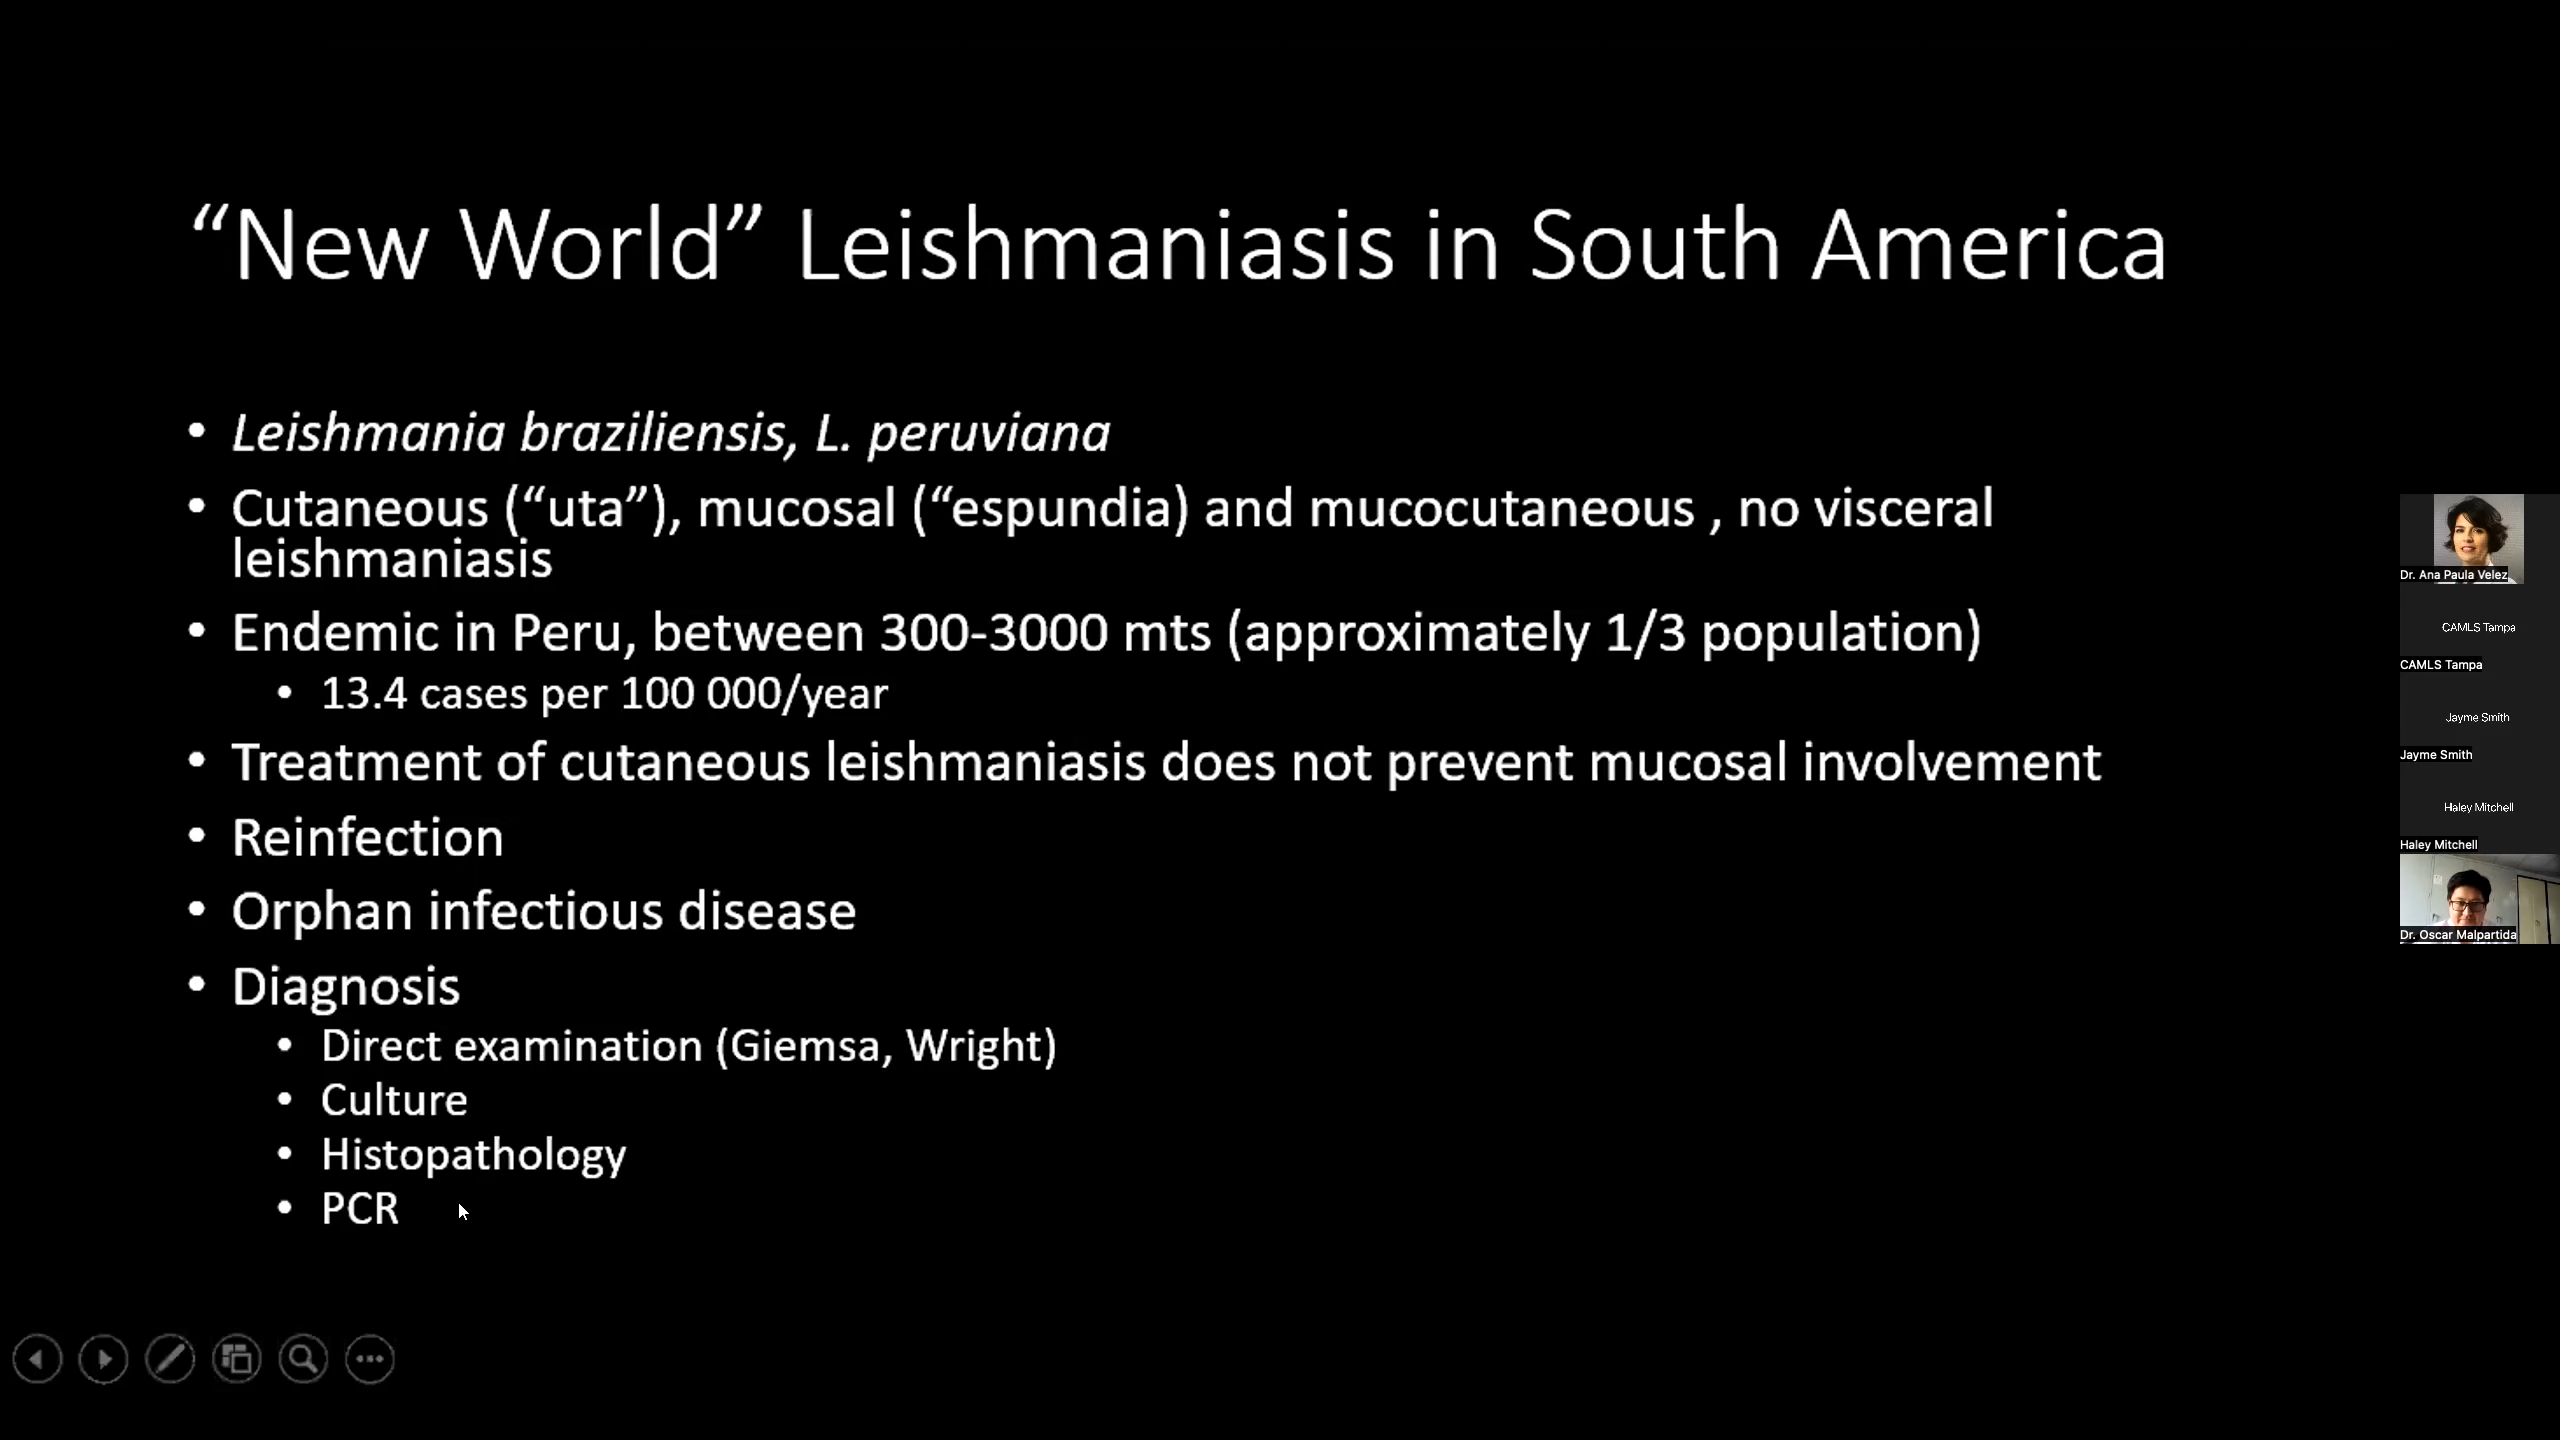 “New World” Leishmaniasis in South America
• Leishmania braziliensis, L. peruviana
• Cutaneous (“uta”), mucosal (“espundia) and mucocutaneous , no visceral
leishmaniasis
• Endemic in Peru, between 300-3000 mts (approximately 1/3 population)
• 13.4 cases per 100 000/year
• Treatment of cutaneous leishmaniasis does not prevent mucosal involvement
• Reinfection
• Orphan infectious disease
• Diagnosis
• Direct examination (Giemsa, Wright)
• Culture
• Histopathology
• PCR
Dr. Ana Paula Velez
CAMLS Tampa
CAMLS Tampa
Jayme Smith
Jayme Smith
Haley Mitchell
Haley Mitchell
Dr. Oscar Malpartida